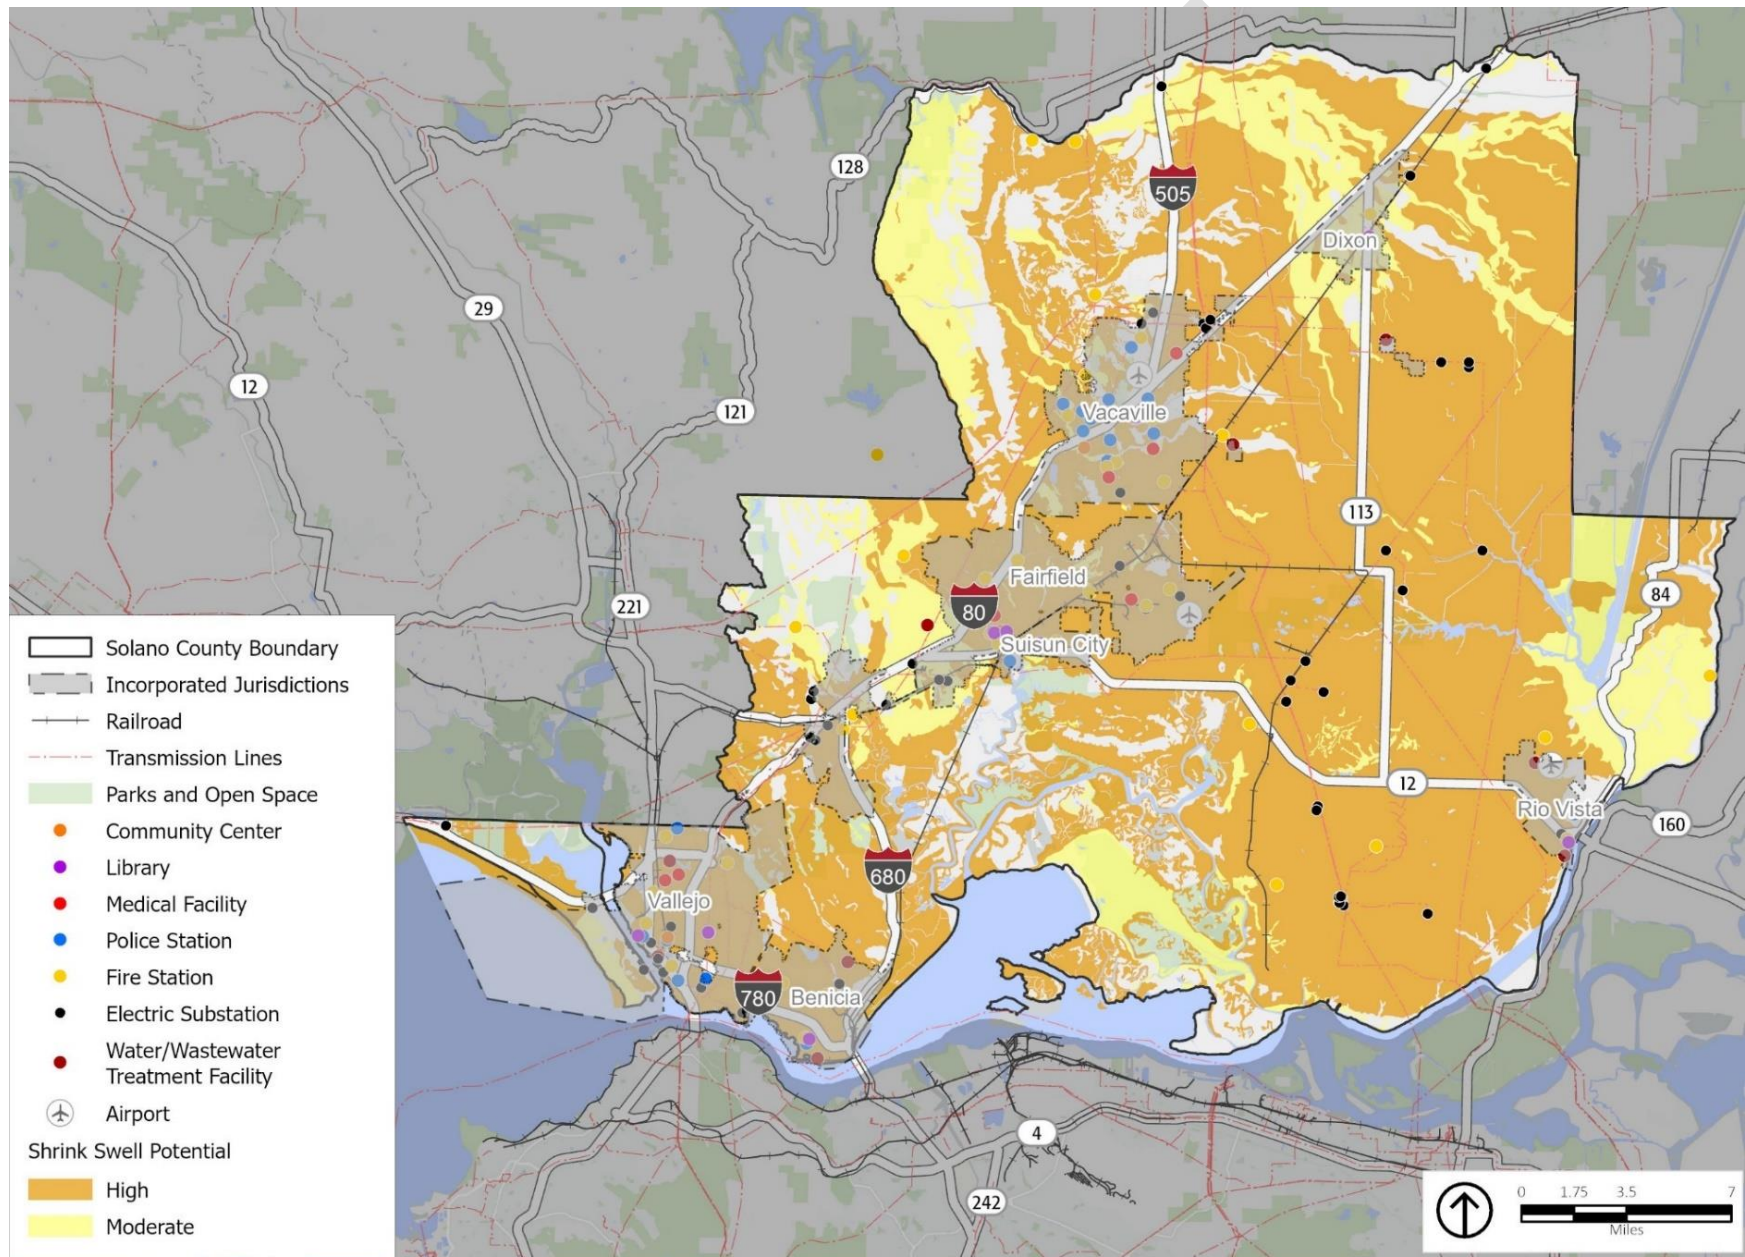 128
505
Dixon
29
12
121
Vacaville
113
Fairfield
80
221
84
Suisun City
12
Rio Vista
160
680
Vallejo
780
Benicia
4
242
Solano County Boundary
Incorporated Jurisdictions
Railroad
Transmission Lines
Parks and Open Space
Community Center
Library
Medical Facility
Police Station
Fire Station
Electric Substation
Water/Wastewater
Treatment Facility
Airport
Shrink Swell Potential
High
Moderate
0 1.75 3.5 7
Miles